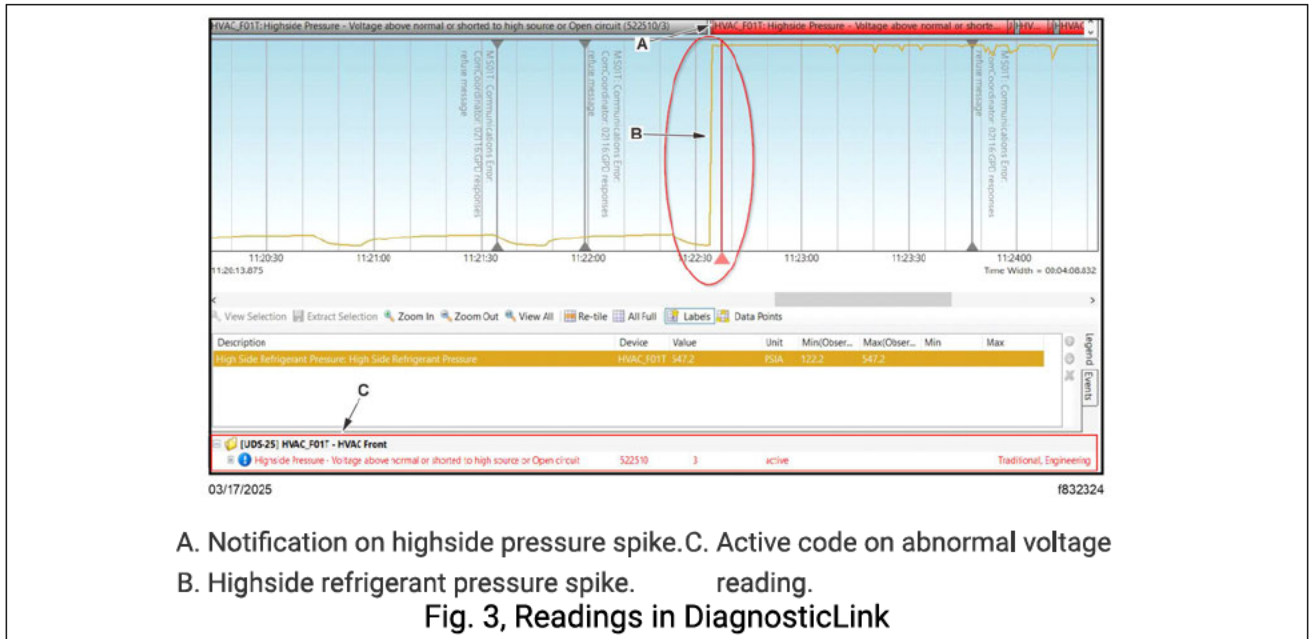 HVAC_F01T: Highside Pressure - Voltage above normal or shorted to high source or Open circuit (522510/3)
HVAC_F01T: Highside Pressure - Voltage above normal or shorte...
HV...
HVAC
A
MS01T: Communications Error:
ComCoordinator: 02116:GPD responses
refuse message
MS01T: Communications Error:
ComCoordinator: 02116:GPD responses
refuse message
B
MS01T: Communications Error:
ComCoordinator: 02116:GPD responses
refuse message
11:20:30 11:21:00 11:21:30 11:22:00 11:22:30 11:23:00 11:23:30 11:24:00
11:20:13.875 Time Width = 00:04:08.832
View Selection Extract Selection Zoom In Zoom Out View All Re-tile All Full Labels Data Points
Description Device Value Unit Min(Obser... Max(Obser... Min Max
High Side Refrigerant Pressure: High Side Refrigerant Pressure HVAC_F01T 547.2 PSIA 122.2 547.2
Legend
Events
C
[UDS-25] HVAC_F01T - HVAC Front
Highside Pressure - Voltage above normal or shorted to high source or Open circuit 522510 3 active Traditional, Engineering
03/17/2025 f832324
A. Notification on highside pressure spike.
B. Highside refrigerant pressure spike.
C. Active code on abnormal voltage
reading.
Fig. 3, Readings in DiagnosticLink